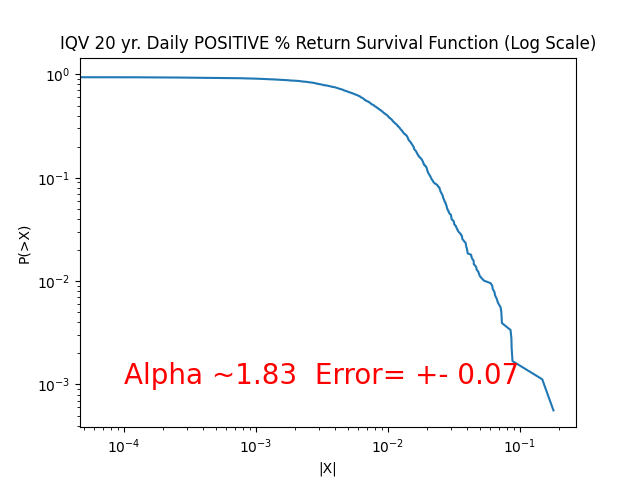 IQV 20 yr. Daily POSITIVE % Return Survival Function (Log Scale)
10⁰
10⁻¹
10⁻²
10⁻³
P(>X)
Alpha ~1.83 Error= +- 0.07
10⁻⁴ 10⁻³ 10⁻² 10⁻¹
|X|